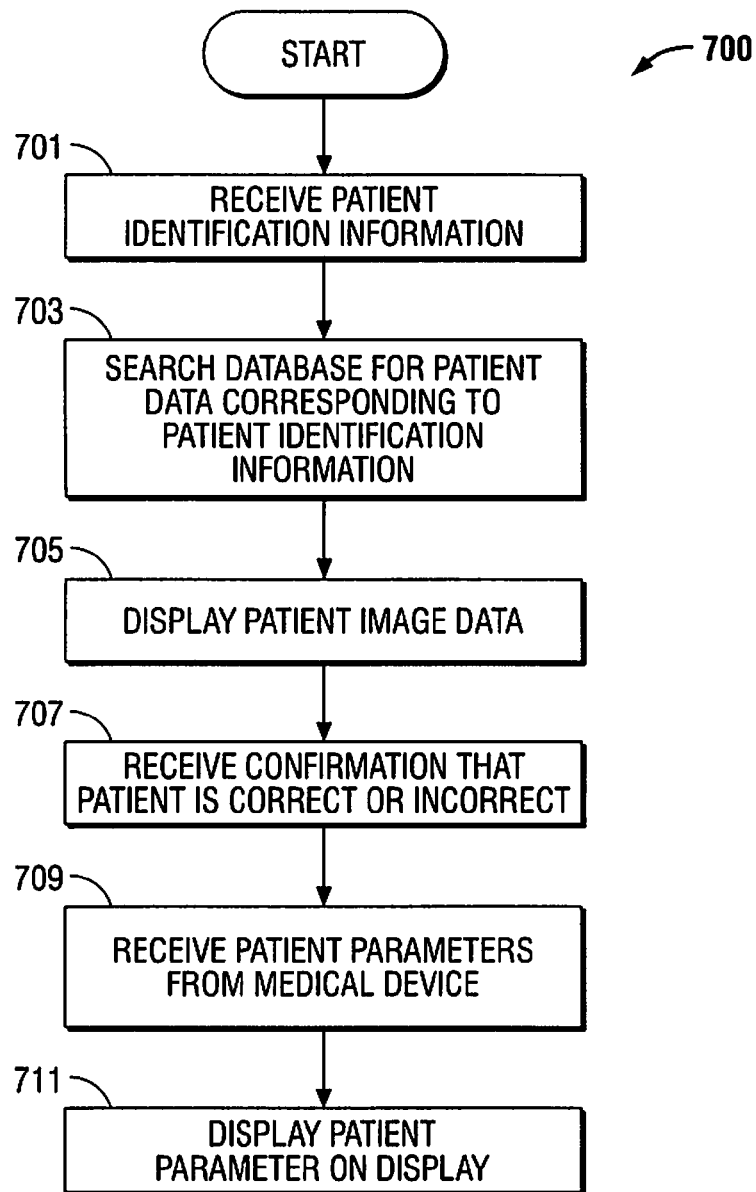 START
700
701
RECEIVE PATIENT
IDENTIFICATION INFORMATION
703
SEARCH DATABASE FOR PATIENT
DATA CORRESPONDING TO
PATIENT IDENTIFICATION
INFORMATION
705
DISPLAY PATIENT IMAGE DATA
707
RECEIVE CONFIRMATION THAT
PATIENT IS CORRECT OR INCORRECT
709
RECEIVE PATIENT PARAMETERS
FROM MEDICAL DEVICE
711
DISPLAY PATIENT
PARAMETER ON DISPLAY